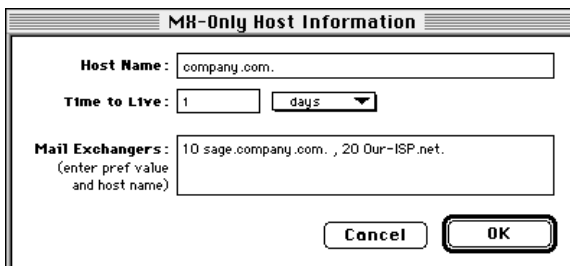 MX-Only Host Information
Host Name: company.com.
Time to Live: 1 days
Mail Exchangers: 10 sage.company.com. , 20 Our-ISP.net.
(enter pref value
and host name)
Cancel OK